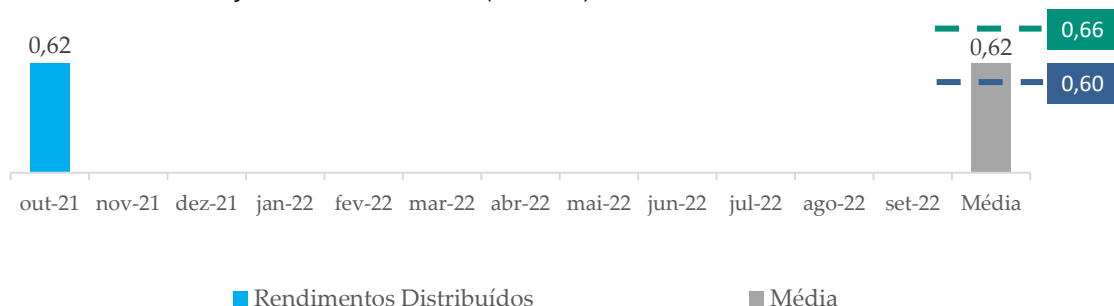 0,66
0,62
0,62
0,60
out-21 nov-21 dez-21 jan-22 fev-22 mar-22 abr-22 mai-22 jun-22 jul-22 ago-22 set-22 Média
Rendimentos Distribuídos Média